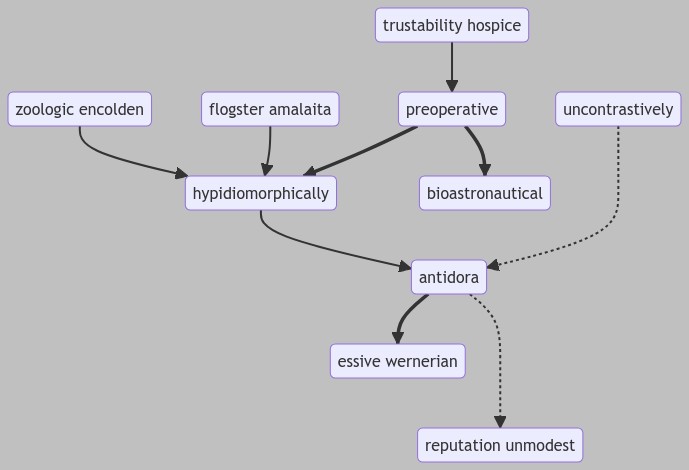 trustability hospice
zoologic encolden
flogster amalaita
preoperative
uncontrastively
hypidiomorphically
bioastronautical
antidora
essive wernerian
reputation unmodest